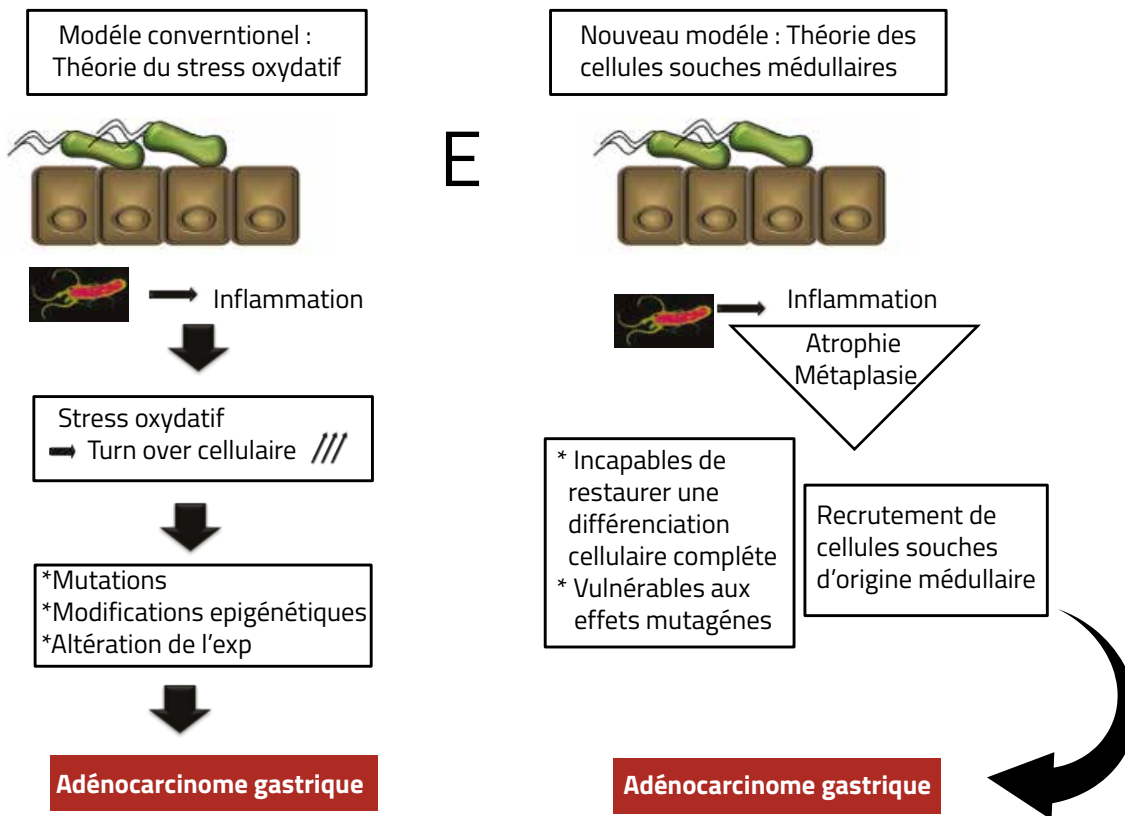 Modéle converntionel :
Théorie du stress oxydatif
Inflammation
Stress oxydatif
Turn over cellulaire
*Mutations
*Modifications epigénétiques
*Altération de l'exp
Adénocarcinome gastrique
E
Nouveau modéle : Théorie des
cellules souches médullaires
Inflammation
Atrophie
Métaplasie
* Incapables de
restaurer une
différenciation
cellulaire compléte
* Vulnérables aux
effets mutagénes
Recrutement de
cellules souches
d'origine médullaire
Adénocarcinome gastrique